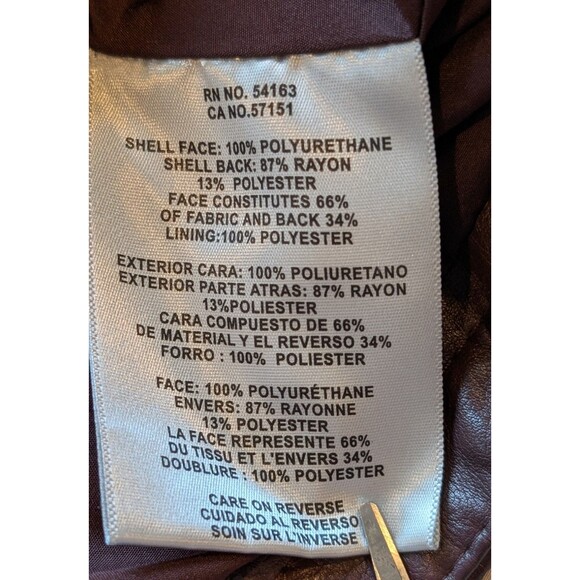 RN NO. 54163
CA NO.57151
SHELL FACE: 100% POLYURETHANE
SHELL BACK: 87% RAYON
13% POLYESTER
FACE CONSTITUTES 66%
OF FABRIC AND BACK 34%
LINING:100% POLYESTER
EXTERIOR CARA: 100% POLIURETANO
EXTERIOR PARTE ATRAS: 87% RAYON
13%POLIESTER
CARA COMPUESTO DE 66%
DE MATERIAL Y EL REVERSO 34%
FORRO : 100% POLIESTER
FACE: 100% POLYURÉTHANE
ENVERS: 87% RAYONNE
13% POLYESTER
LA FACE REPRESENTE 66%
DU TISSU ET L'ENVERS 34%
DOUBLURE : 100% POLYESTER
CARE ON REVERSE
CUIDADO AL REVERSO
SOIN SUR L'INVERSE